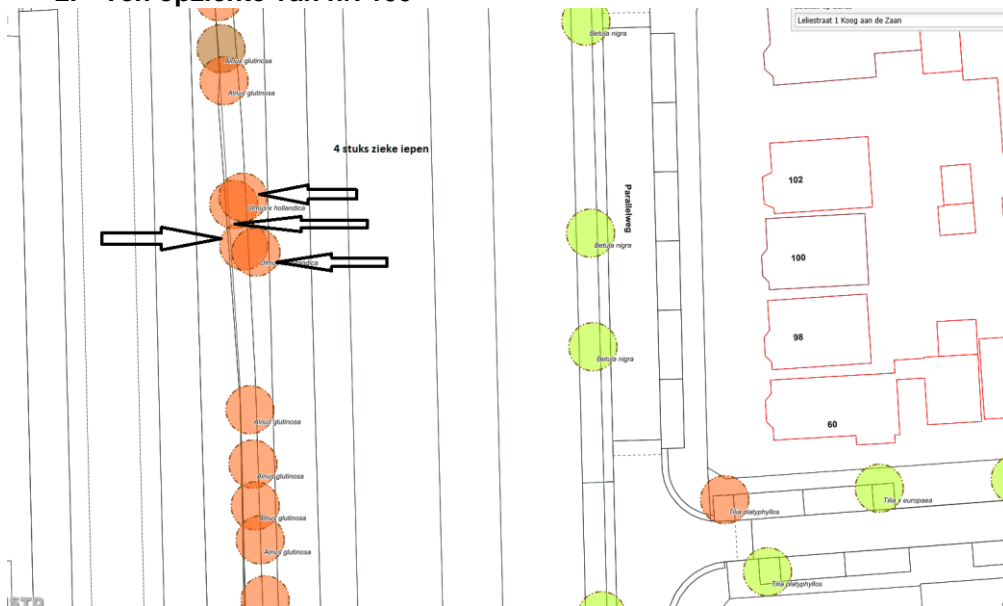 Leliestraat 1 Koog aan de Zaan
Betula nigra
Alnus glutinosa
Alnus glutinosa
4 stuks zieke iepen
102
Ulmus x hollandica
Parallelweg
Betula nigra
100
98
Betula nigra
60
Alnus glutinosa
Alnus glutinosa
Alnus glutinosa
Alnus glutinosa
Tilia x europaea
Tilia platyphyllos
Tilia platyphyllos